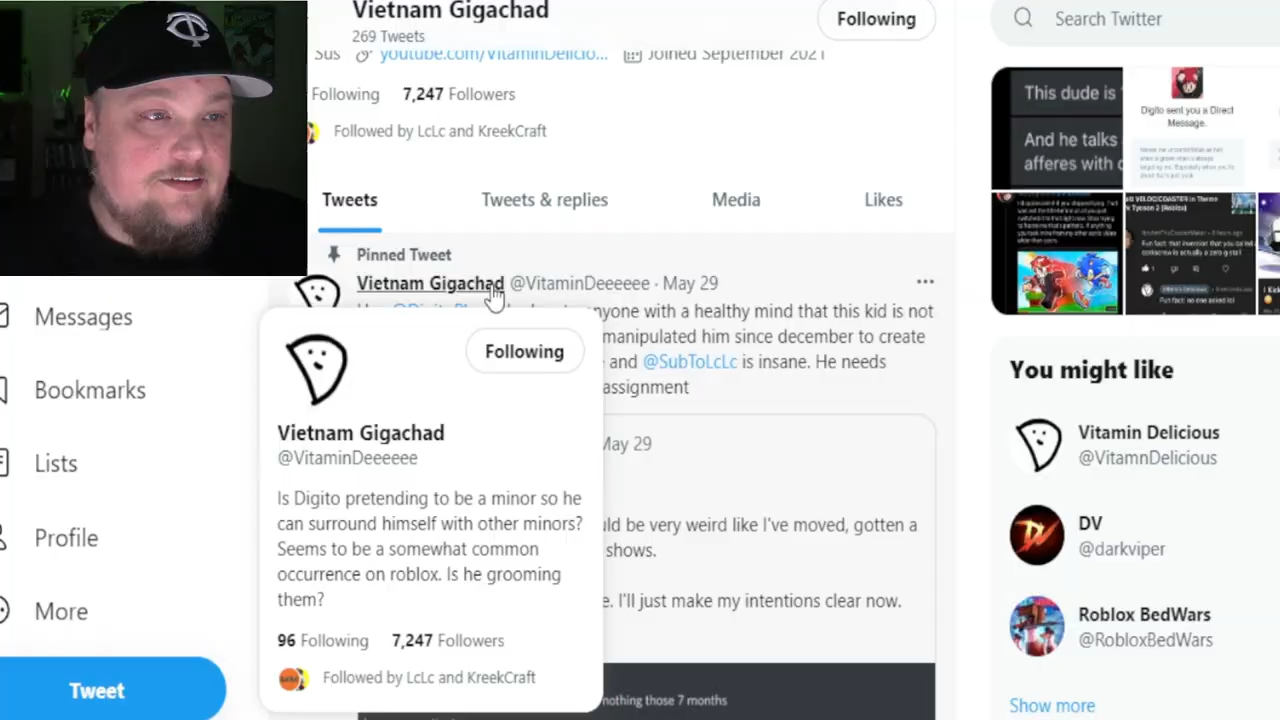 Vietnam Gigachad
269 Tweets
Following
Search Twitter
Sus youtube.com/VitaminDelicio... Joined September 2021
Following 7,247 Followers
Followed by LcLc and KreekCraft
Tweets
Tweets & replies
Media
Likes
Pinned Tweet
Vietnam Gigachad @VitaminDeeeeee · May 29
anyone with a healthy mind that this kid is not
manipulated him since december to create
and @SubToLcLc is insane. He needs
assignment
May 29
uld be very weird like I've moved, gotten a
shows.
e. I'll just make my intentions clear now.
nothing those 7 months
Following
Vietnam Gigachad
@VitaminDeeeeee
Is Digito pretending to be a minor so he
can surround himself with other minors?
Seems to be a somewhat common
occurrence on roblox. Is he grooming
them?
96 Following 7,247 Followers
Followed by LcLc and KreekCraft
Messages
Bookmarks
Lists
Profile
More
Tweet
This dude is
And he talks
afferes with
Digito sent you a Direct
Message.
You might like
Vitamin Delicious
@VitamnDelicious
DV
@darkviper
Roblox BedWars
@RobloxBedWars
Show more